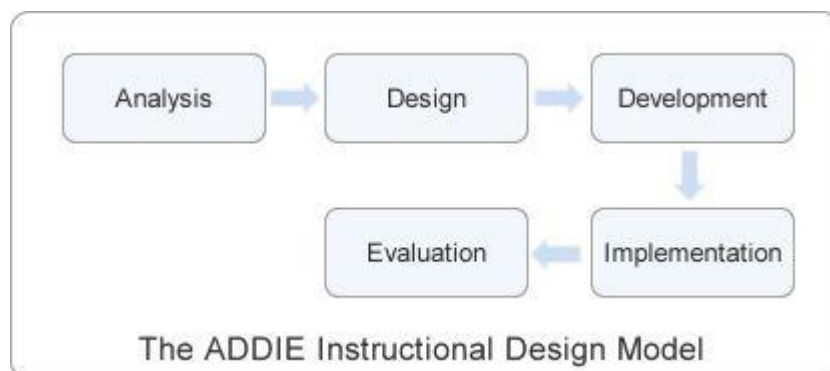 Analysis
Design
Development
Implementation
Evaluation
The ADDIE Instructional Design Model